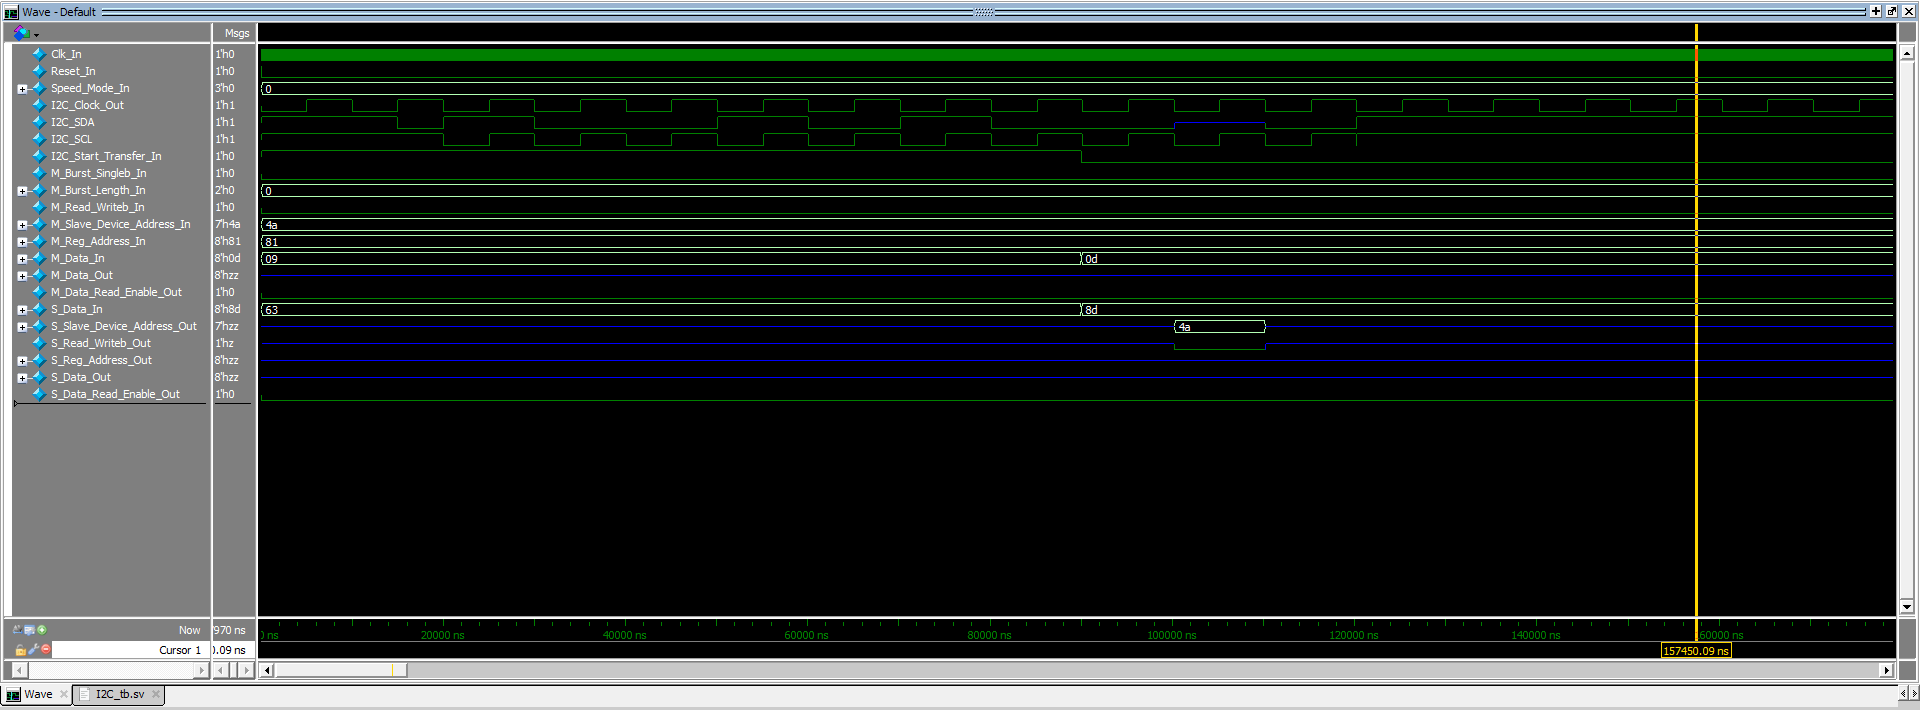 Wave - Default
Msgs
Clk_In 1'h0
Reset_In 1'h0
Speed_Mode_In 3'h0 0
I2C_Clock_Out 1'h1
I2C_SDA 1'h1
I2C_SCL 1'h1
I2C_Start_Transfer_In 1'h0
M_Burst_Singleb_In 1'h0
M_Burst_Length_In 2'h0 0
M_Read_Writeb_In 1'h0
M_Slave_Device_Address_In 7'h4a 4a
M_Reg_Address_In 8'h81 81
M_Data_In 8'h0d 09 0d
M_Data_Out 8'hzz
M_Data_Read_Enable_Out 1'h0
S_Data_In 8'h8d 63 8d
S_Slave_Device_Address_Out 7'hzz 4a
S_Read_Writeb_Out 1'hz
S_Reg_Address_Out 8'hzz
S_Data_Out 8'hzz
S_Data_Read_Enable_Out 1'h0
Now 970 ns ns 20000 ns 40000 ns 60000 ns 80000 ns 100000 ns 120000 ns 140000 ns 60000 ns
Cursor 1 0.09 ns 157450.09 ns
Wave I2C_tb.sv